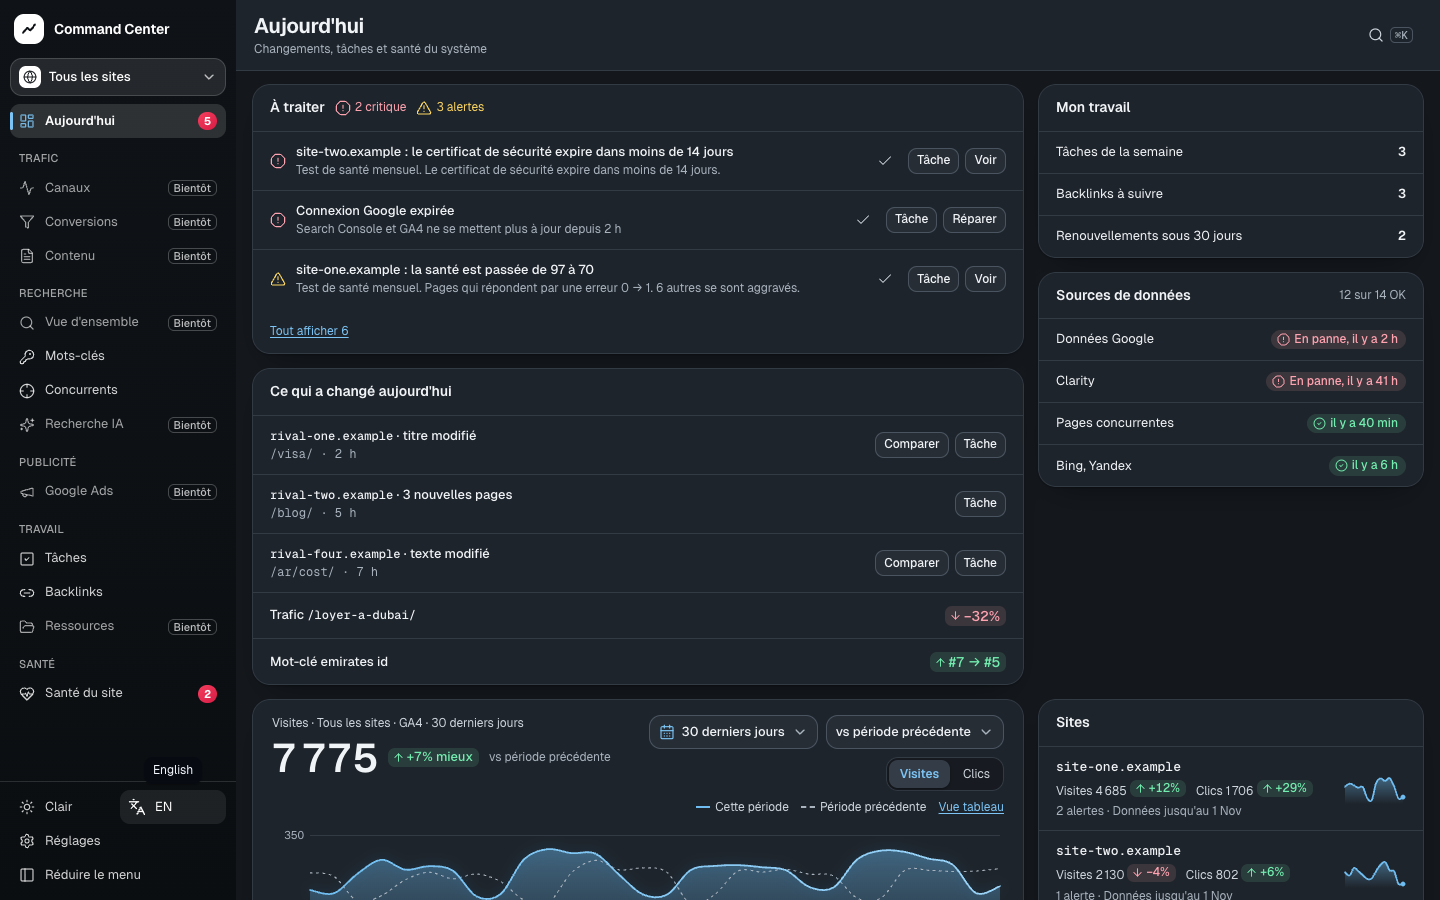 Command Center
Tous les sites
Aujourd'hui 5
TRAFIC
Canaux Bientôt
Conversions Bientôt
Contenu Bientôt
RECHERCHE
Vue d'ensemble Bientôt
Mots-clés
Concurrents
Recherche IA Bientôt
PUBLICITÉ
Google Ads Bientôt
TRAVAIL
Tâches
Backlinks
Ressources Bientôt
SANTÉ
Santé du site 2
English
Clair EN
Réglages
Réduire le menu
Aujourd'hui
Changements, tâches et santé du système
⌘K
À traiter 2 critique 3 alertes
site-two.example : le certificat de sécurité expire dans moins de 14 jours
Test de santé mensuel. Le certificat de sécurité expire dans moins de 14 jours.
Tâche Voir
Connexion Google expirée
Search Console et GA4 ne se mettent plus à jour depuis 2 h
Tâche Réparer
site-one.example : la santé est passée de 97 à 70
Test de santé mensuel. Pages qui répondent par une erreur 0 → 1. 6 autres se sont aggravés.
Tâche Voir
Tout afficher 6
Ce qui a changé aujourd'hui
rival-one.example · titre modifié
/visa/ · 2 h
Comparer Tâche
rival-two.example · 3 nouvelles pages
/blog/ · 5 h
Tâche
rival-four.example · texte modifié
/ar/cost/ · 7 h
Comparer Tâche
Trafic /loyer-a-dubai/ ↓ −32%
Mot-clé emirates id ↑ #7 → #5
Visites · Tous les sites · GA4 · 30 derniers jours
7 775 ↑ +7% mieux vs période précédente
30 derniers jours vs période précédente
Visites Clics
Cette période Période précédente Vue tableau
350
Mon travail
Tâches de la semaine 3
Backlinks à suivre 3
Renouvellements sous 30 jours 2
Sources de données 12 sur 14 OK
Données Google En panne, il y a 2 h
Clarity En panne, il y a 41 h
Pages concurrentes il y a 40 min
Bing, Yandex il y a 6 h
Sites
site-one.example
Visites 4 685 ↑ +12% Clics 1 706 ↑ +29%
2 alertes · Données jusqu'au 1 Nov
site-two.example
Visites 2 130 ↓ −4% Clics 802 ↑ +6%
1 alerte · Données jusqu'au 1 Nov